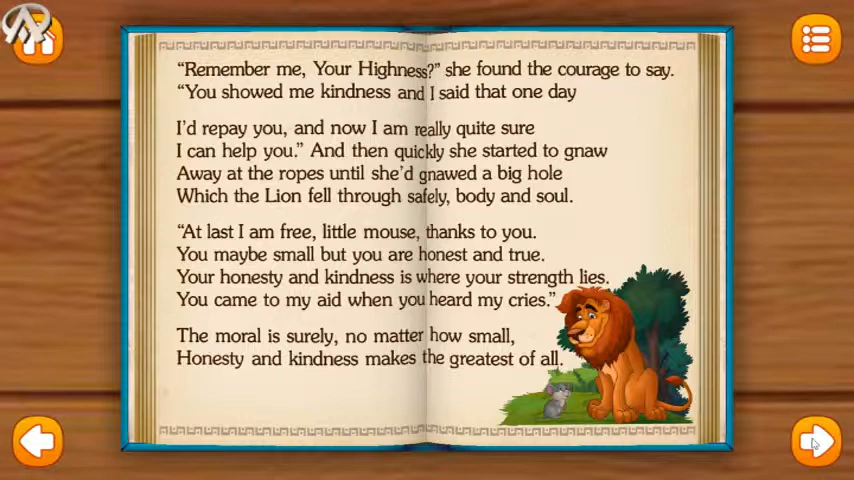 “Remember me, Your Highness?” she found the courage to say.
“You showed me kindness and I said that one day
I’d repay you, and now I am really quite sure
I can help you.” And then quickly she started to gnaw
Away at the ropes until she’d gnawed a big hole
Which the Lion fell through safely, body and soul.
“At last I am free, little mouse, thanks to you.
You maybe small but you are honest and true.
Your honesty and kindness is where your strength lies.
You came to my aid when you heard my cries.”
The moral is surely, no matter how small,
Honesty and kindness makes the greatest of all.